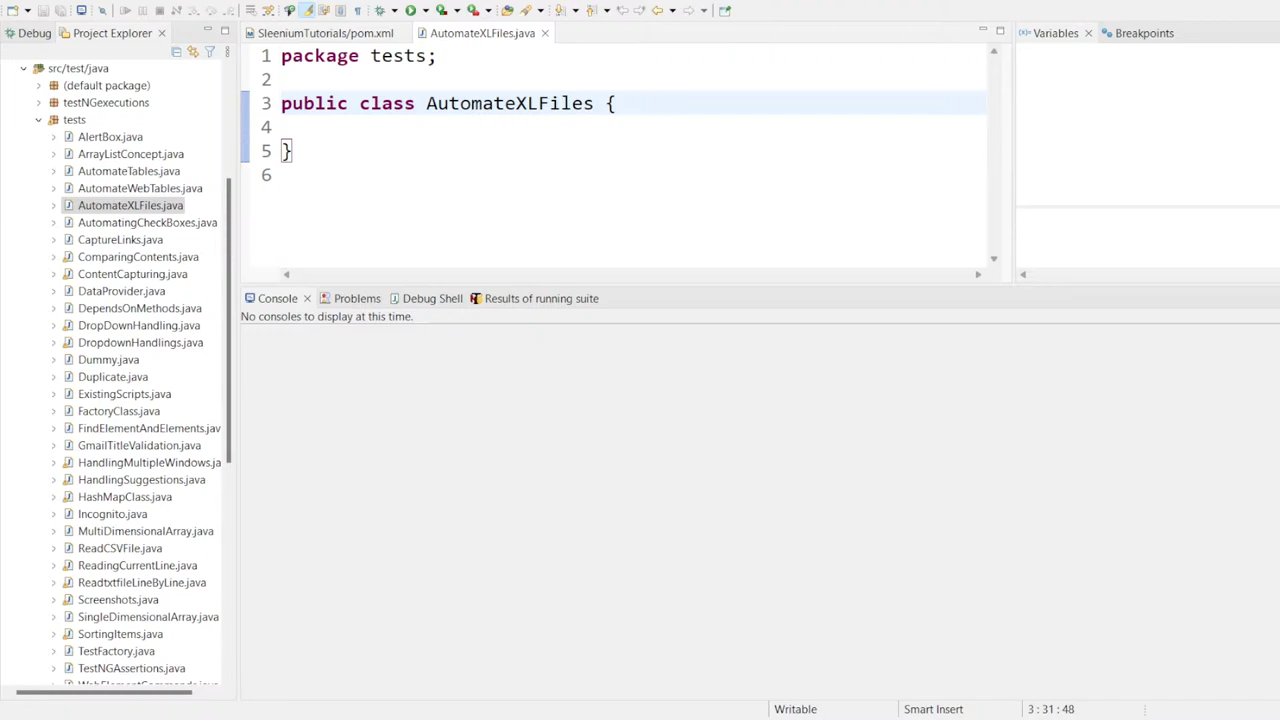 Debug
Project Explorer
SleeniumTutorials/pom.xml
AutomateXLFiles.java
Variables
Breakpoints
src/test/java
(default package)
testNGexecutions
tests
AlertBox.java
ArrayListConcept.java
AutomateTables.java
AutomateWebTables.java
AutomateXLFiles.java
AutomatingCheckBoxes.java
CaptureLinks.java
ComparingContents.java
ContentCapturing.java
DataProvider.java
DependsOnMethods.java
DropDownHandling.java
DropdownHandlings.java
Dummy.java
Duplicate.java
ExistingScripts.java
FactoryClass.java
FindElementAndElements.jav
GmailTitleValidation.java
HandlingMultipleWindows.ja
HandlingSuggestions.java
HashMapClass.java
Incognito.java
MultiDimensionalArray.java
ReadCSVFile.java
ReadingCurrentLine.java
ReadtxtfileLineByLine.java
Screenshots.java
SingleDimensionalArray.java
SortingItems.java
TestFactory.java
TestNGAssertions.java
1 package tests;
2
3 public class AutomateXLFiles {
4
5 }
6
Console
Problems
Debug Shell
Results of running suite
No consoles to display at this time.
Writable
Smart Insert
3 : 31 : 48